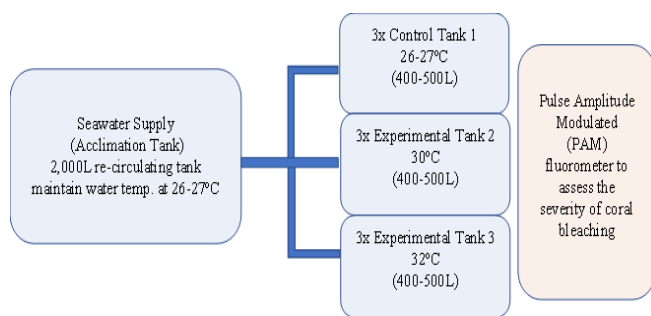 Seawater Supply
(Acclimation Tank)
2,000L re-circulating tank
maintain water temp. at 26-27ºC
3x Control Tank 1
26-27ºC
(400-500L)
3x Experimental Tank 2
30ºC
(400-500L)
3x Experimental Tank 3
32ºC
(400-500L)
Pulse Amplitude
Modulated
(PAM)
fluorometer to
assess the
severity of coral
bleaching